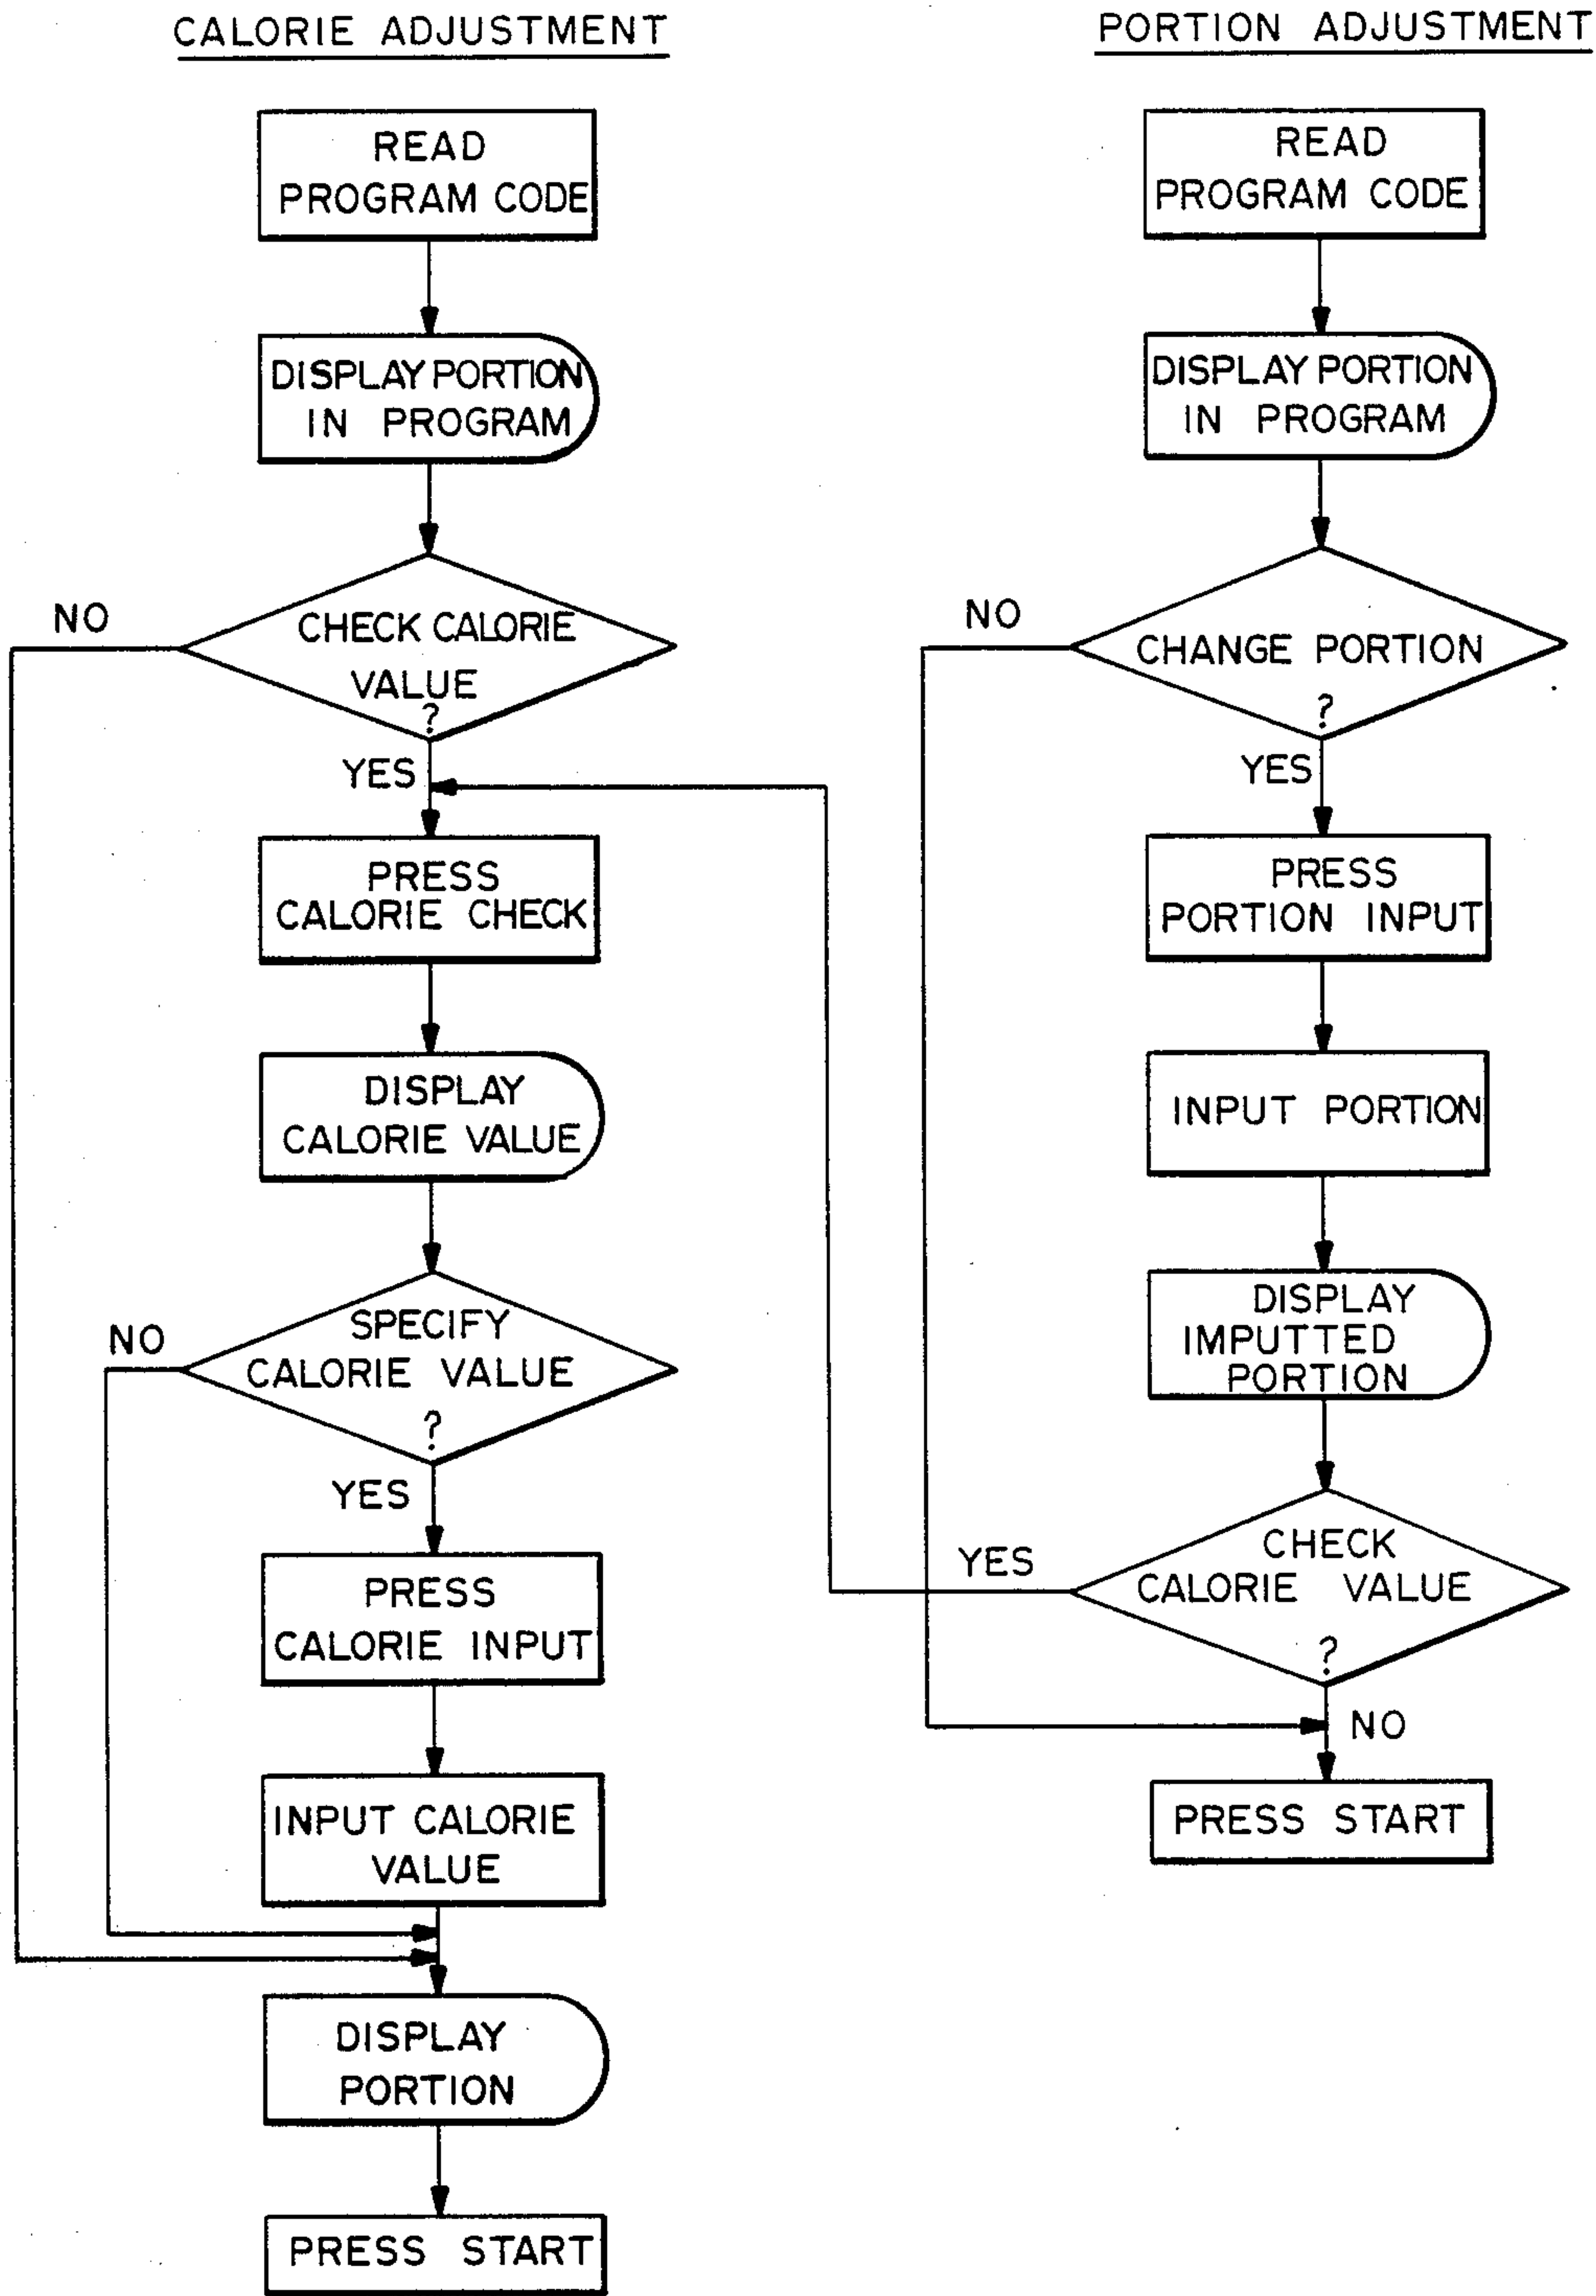 CALORIE ADJUSTMENT
READ
PROGRAM CODE
DISPLAY PORTION
IN PROGRAM
CHECK CALORIE
VALUE
?
NO
YES
PRESS
CALORIE CHECK
DISPLAY
CALORIE VALUE
SPECIFY
CALORIE VALUE
?
NO
YES
PRESS
CALORIE INPUT
INPUT CALORIE
VALUE
DISPLAY
PORTION
PRESS START
PORTION ADJUSTMENT
READ
PROGRAM CODE
DISPLAY PORTION
IN PROGRAM
CHANGE PORTION
?
NO
YES
PRESS
PORTION INPUT
INPUT PORTION
DISPLAY
IMPUTTED
PORTION
CHECK
CALORIE VALUE
?
YES
NO
PRESS START